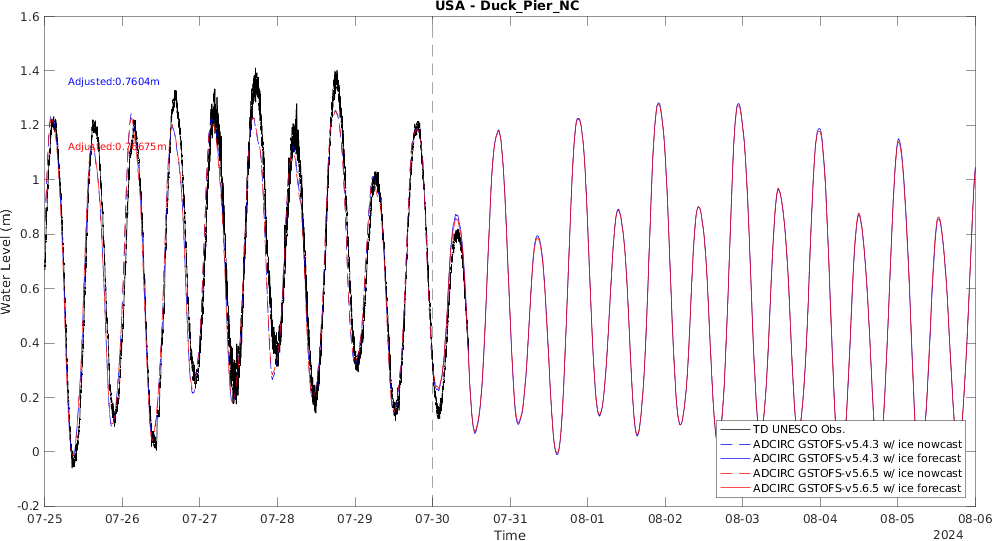 USA - Duck_Pier_NC
1.6
1.4
1.2
1
0.8
0.6
0.4
0.2
0
-0.2
Water Level (m)
Adjusted:0.7604m
TD UNESCO Obs.
ADCIRC GSTOFS-v5.4.3 w/ ice nowcast
ADCIRC GSTOFS-v5.4.3 w/ ice forecast
ADCIRC GSTOFS-v5.6.5 w/ ice nowcast
ADCIRC GSTOFS-v5.6.5 w/ ice forecast
07-25 07-26 07-27 07-28 07-29 07-30 07-31 08-01 08-02 08-03 08-04 08-05 08-06
Time
2024